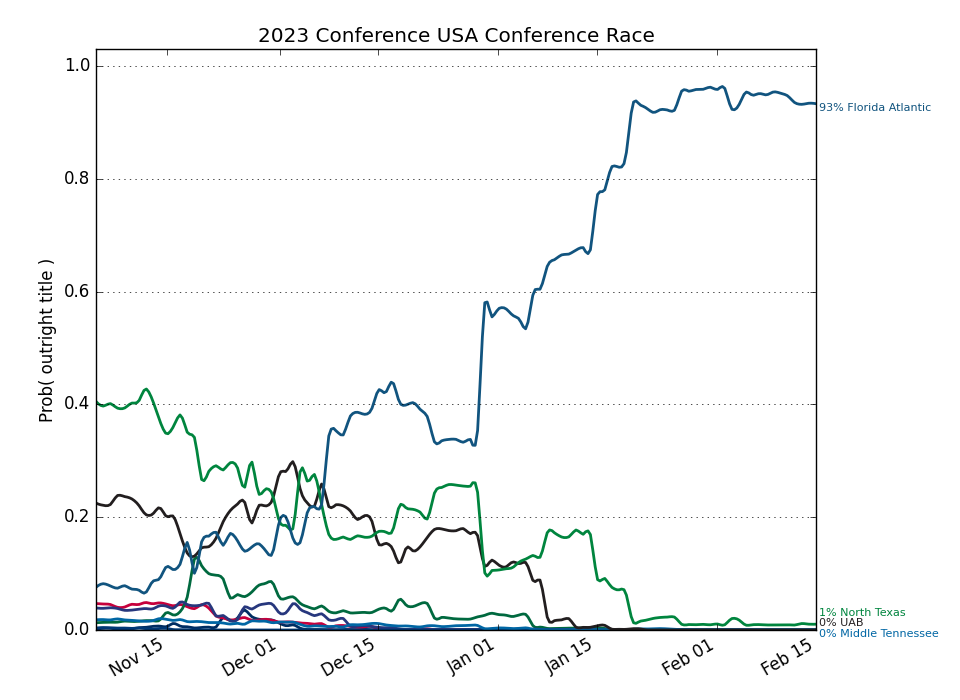 2023 Conference USA Conference Race
Prob( outright title )
1.0
0.8
0.6
0.4
0.2
0.0
93% Florida Atlantic
1% North Texas
0% UAB
0% Middle Tennessee
Nov 15
Dec 01
Dec 15
Jan 01
Jan 15
Feb 01
Feb 15